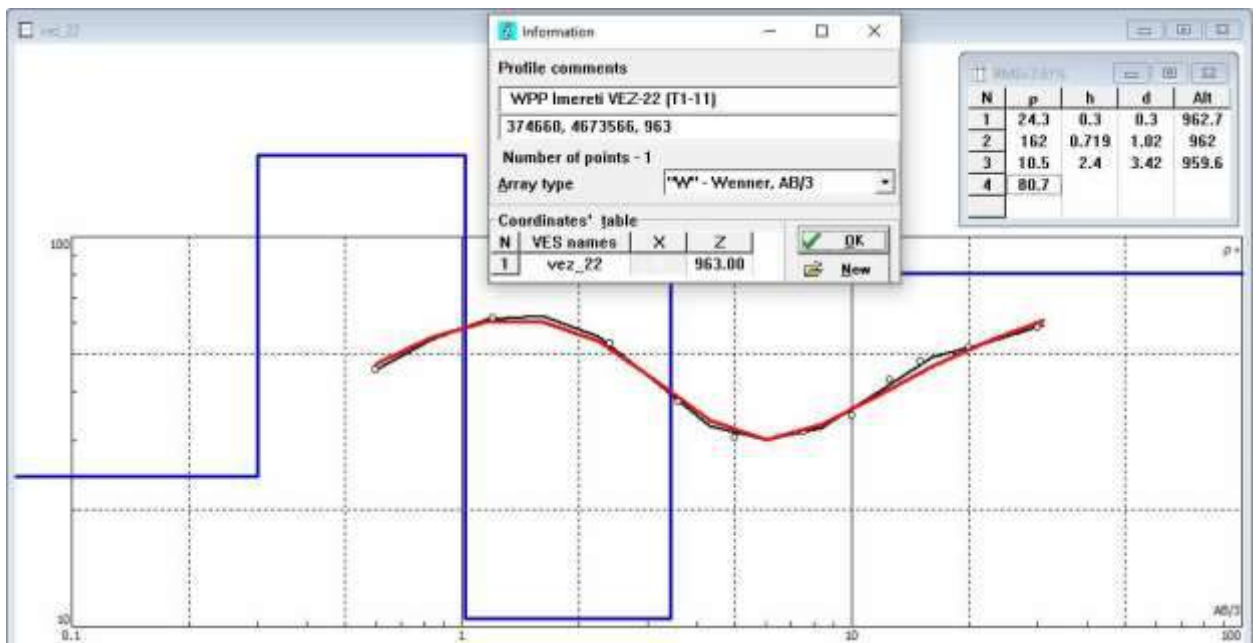 vez_22
Information
Profile comments
WPP Imereti VEZ-22 (T1-11)
374660, 4673566, 963
Number of points - 1
Array type
"W" - Wenner, AB/3
Coordinates' table
N VES names X Z
1 vez_22 963.00
OK
New
N ρ h d Alt
1 24.3 0.3 0.3 962.7
2 162 0.719 1.02 962
3 10.5 2.4 3.42 959.6
4 80.7
100
10
0.1
1
10
100
AB/3